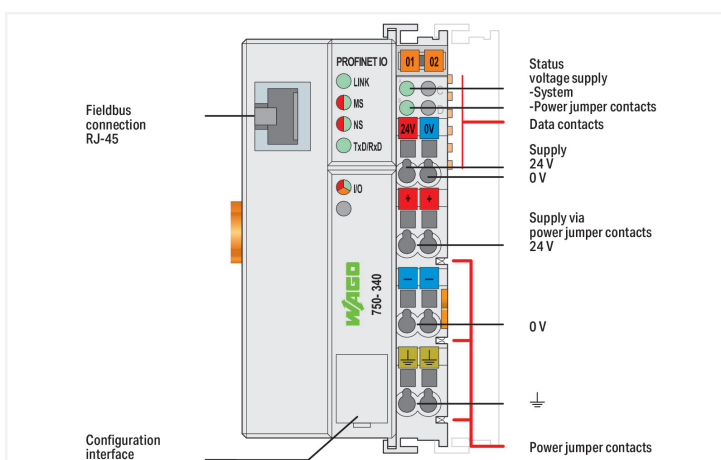 PROFINET IO
LINK
MS
NS
TxD/RxD
I/O
WAGO
750-340
01 02
24V 0V
+ +
— —
Fieldbus
connection
RJ-45
Configuration
interface
Status
voltage supply
-System
-Power jumper contacts
Data contacts
Supply
24 V
0 V
Supply via
power jumper contacts
24 V
0 V
Power jumper contacts